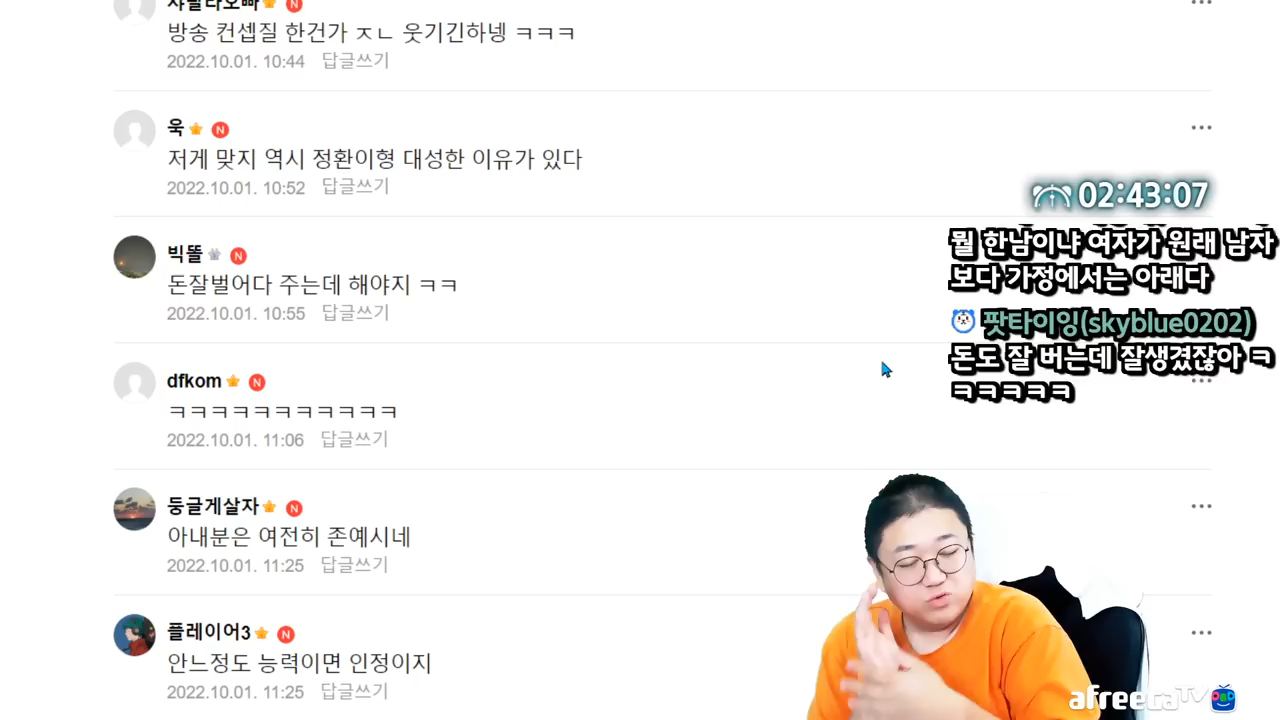 샤랄라오빠
방송 컨셉질 한건가 ㅈㄴ 웃기긴하넹 ㅋㅋㅋ
2022.10.01. 10:44 답글쓰기
욱
저게 맞지 역시 정환이형 대성한 이유가 있다
2022.10.01. 10:52 답글쓰기
빅똘
돈잘벌어다 주는데 해야지 ㅋㅋ
2022.10.01. 10:55 답글쓰기
dfkom
ㅋㅋㅋㅋㅋㅋㅋㅋㅋㅋㅋ
2022.10.01. 11:06 답글쓰기
둥글게살자
아내분은 여전히 존예시네
2022.10.01. 11:25 답글쓰기
플레이어3
안느정도 능력이면 인정이지
2022.10.01. 11:25 답글쓰기
02:43:07
뭘 한남이냐 여자가 원래 남자
보다 가정에서는 아래다
팟타이잉(skyblue0202)
돈도 잘 버는데 잘생겼잖아 ㅋ
ㅋㅋㅋㅋㅋ
afreecaTV